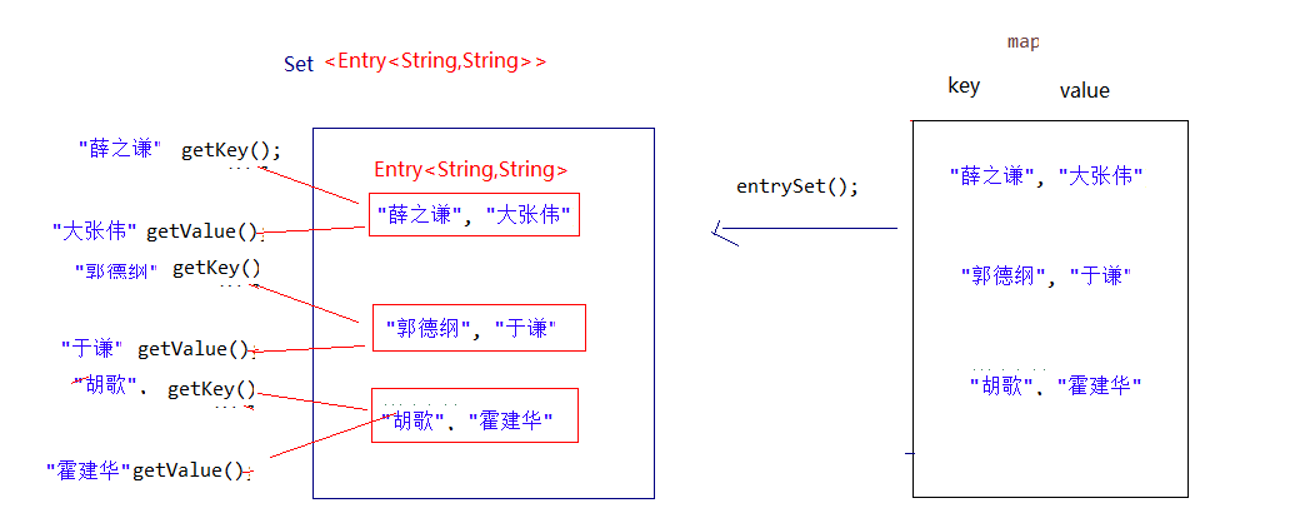 map
Set <Entry<String,String>>
key value
"薛之谦" getKey();
Entry<String,String>
entrySet();
"薛之谦", "大张伟"
"薛之谦", "大张伟"
"大张伟" getValue();
"郭德纲" getKey()
"郭德纲", "于谦"
"郭德纲", "于谦"
"于谦" getValue();
"胡歌". getKey()
"胡歌". "霍建华"
"胡歌". "霍建华"
"霍建华"getValue();